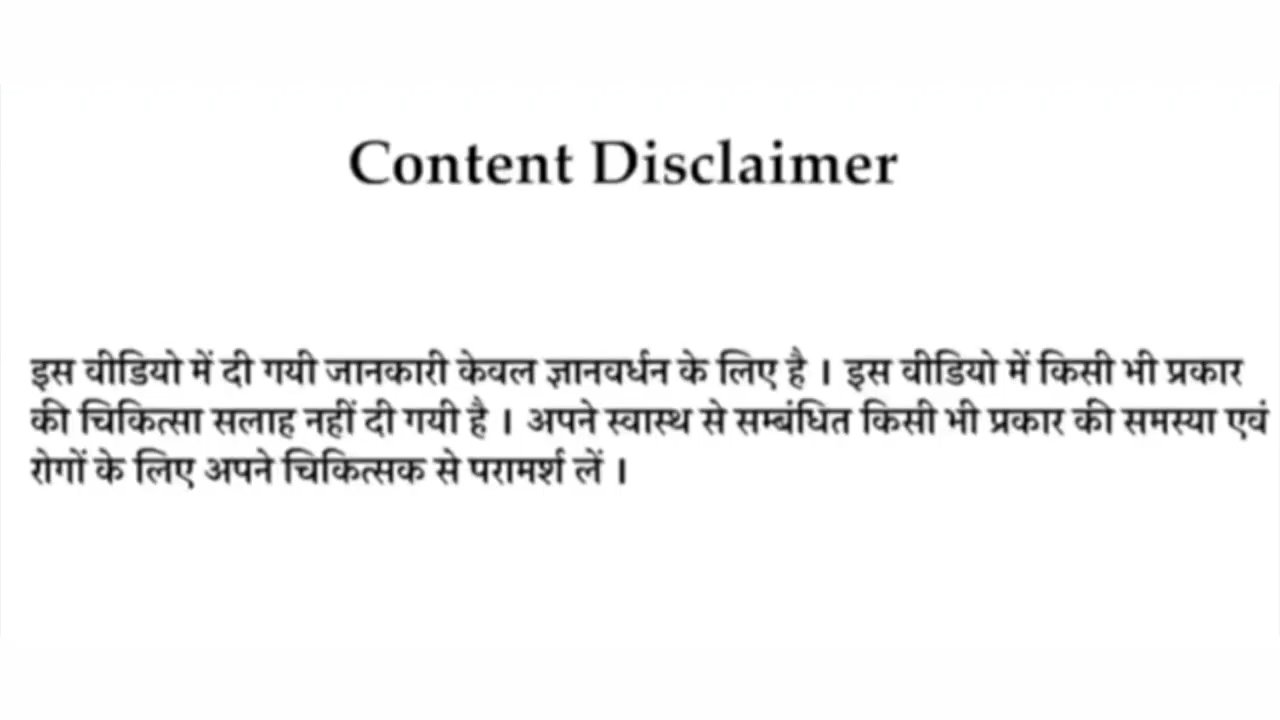 Content Disclaimer
इस वीडियो में दी गयी जानकारी केवल ज्ञानवर्धन के लिए है । इस वीडियो में किसी भी प्रकार
की चिकित्सा सलाह नहीं दी गयी है । अपने स्वास्थ से सम्बंधित किसी भी प्रकार की समस्या एवं
रोगों के लिए अपने चिकित्सक से परामर्श लें ।